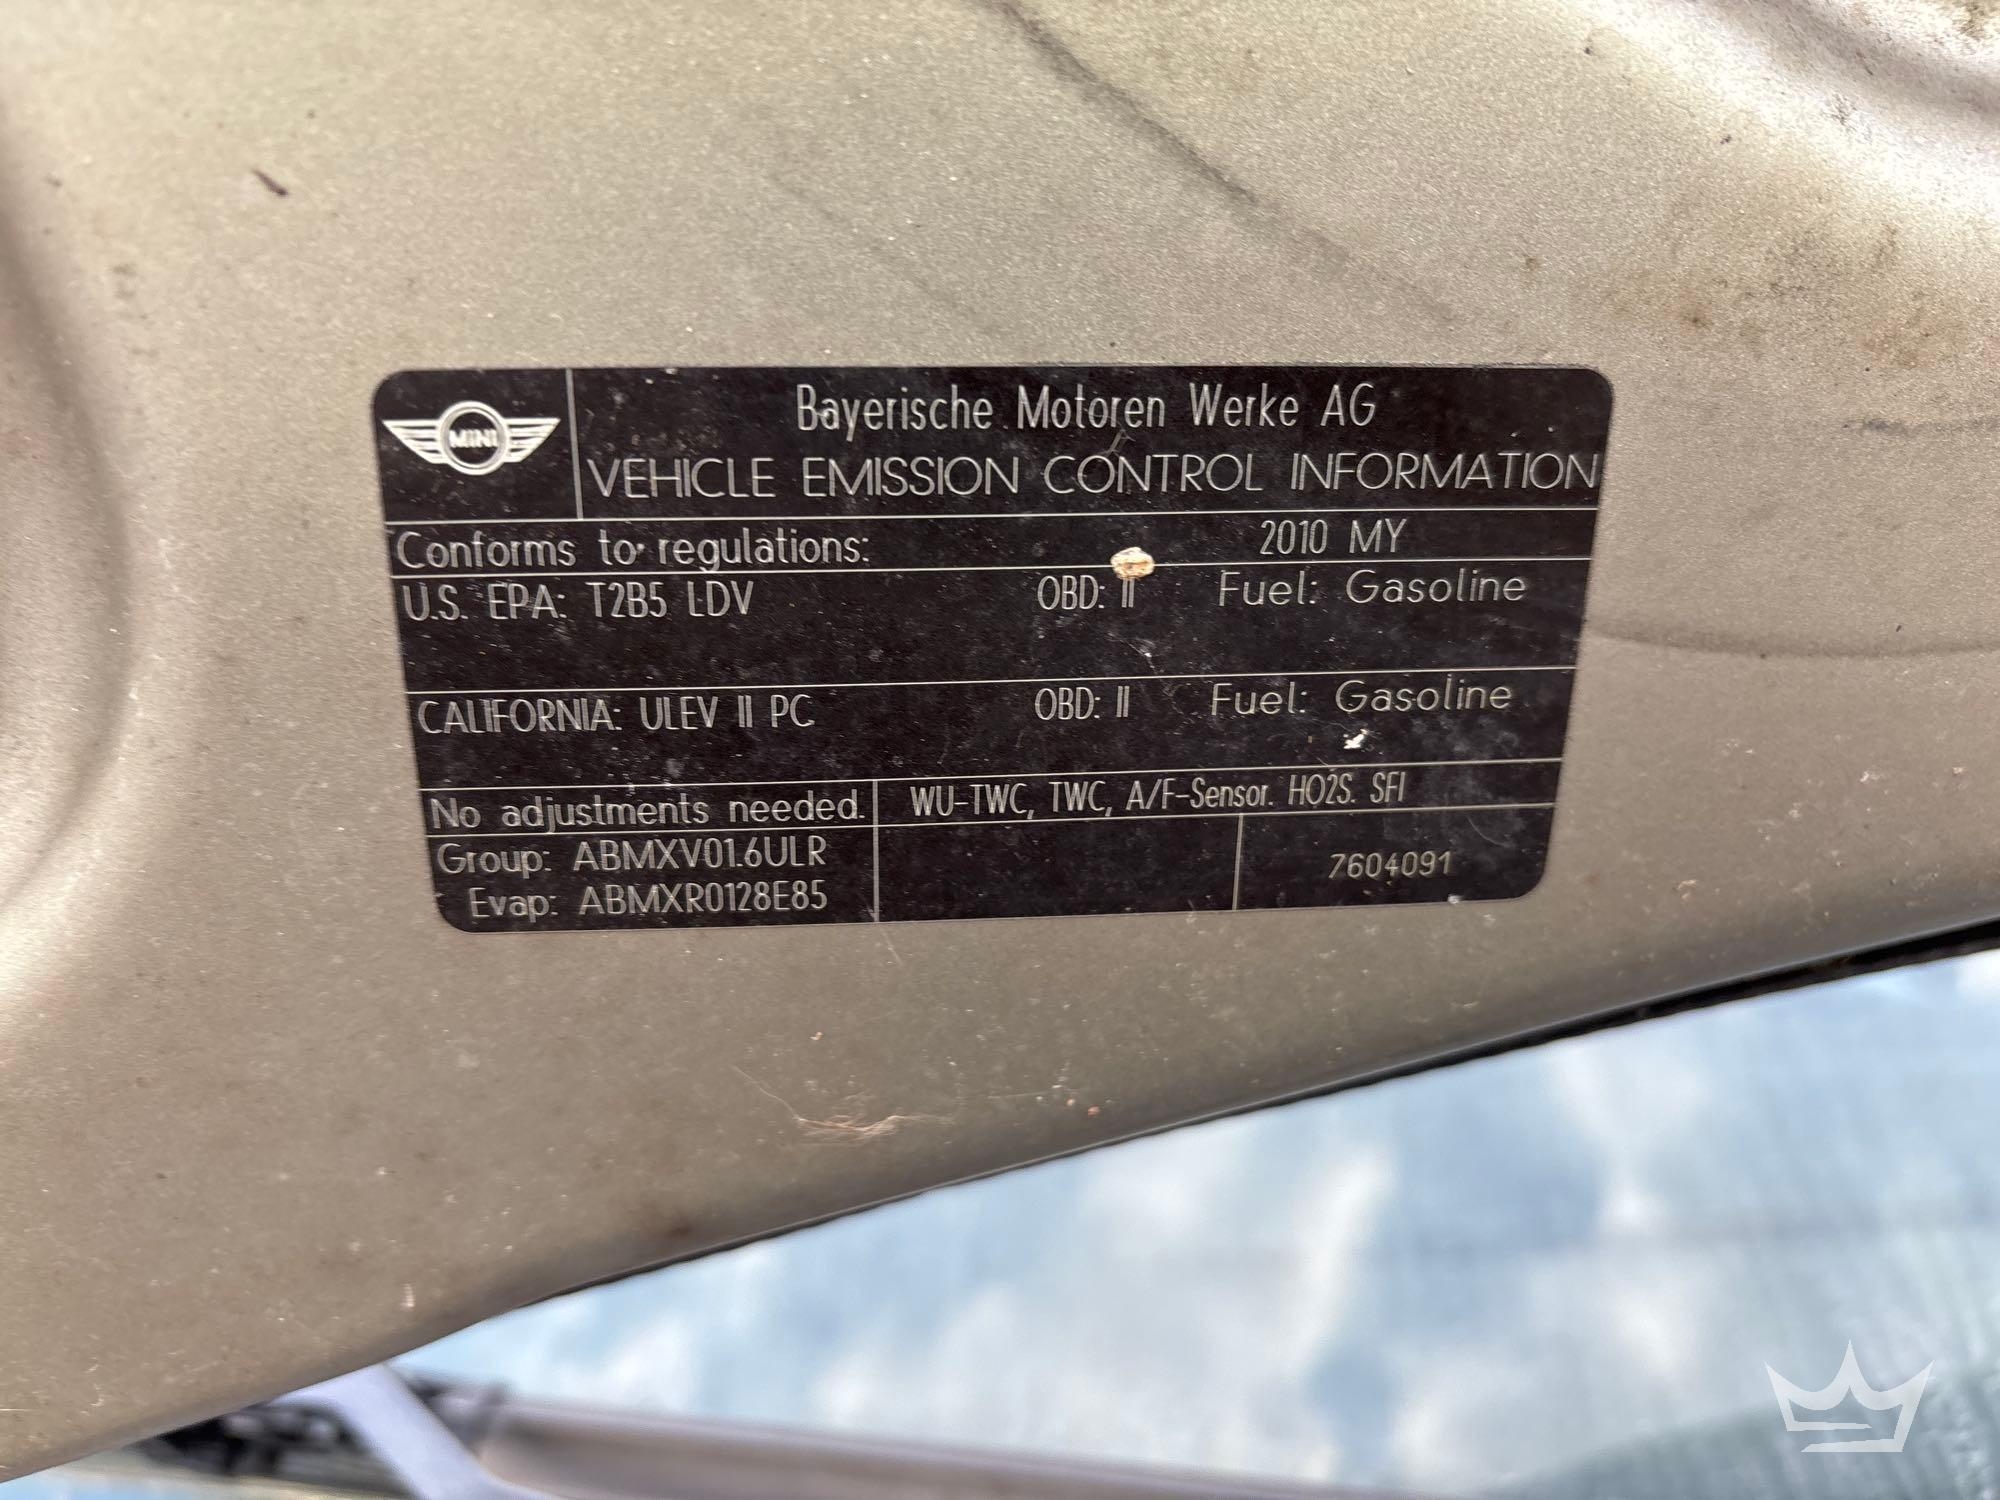 MINI
Bayerische Motoren Werke AG
VEHICLE EMISSION CONTROL INFORMATION
Conforms to regulations: 2010 MY
U.S. EPA: T2B5 LDV OBD: II Fuel: Gasoline
CALIFORNIA: ULEV II PC OBD: II Fuel: Gasoline
No adjustments needed. WU-TWC, TWC, A/F-Sensor. HO2S. SFI
Group: ABMXV01.6ULR
Evap: ABMXR0128E85
7604091